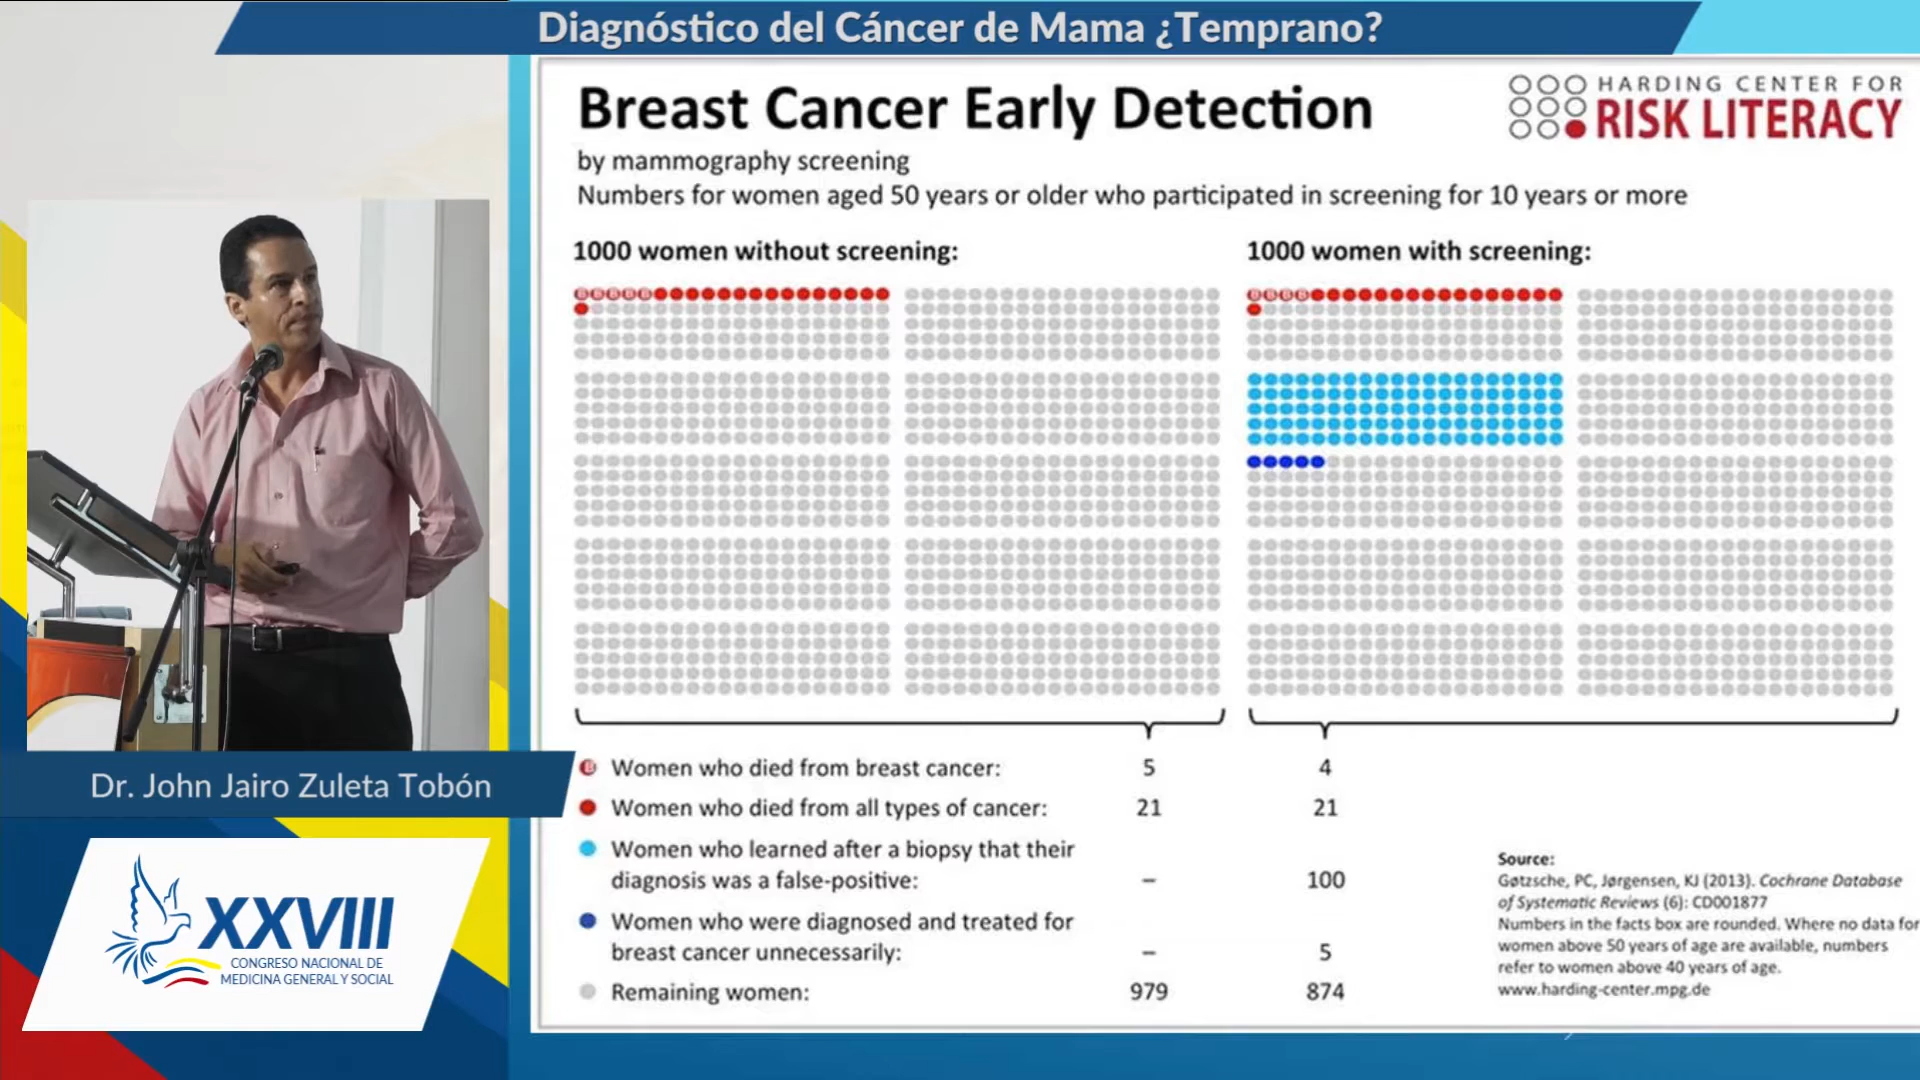 Diagnóstico del Cáncer de Mama ¿Temprano?
Breast Cancer Early Detection
by mammography screening
Numbers for women aged 50 years or older who participated in screening for 10 years or more
HARDING CENTER FOR
RISK LITERACY
1000 women without screening:
1000 women with screening:
Women who died from breast cancer: 5 4
Women who died from all types of cancer: 21 21
Women who learned after a biopsy that their
diagnosis was a false-positive: – 100
Women who were diagnosed and treated for
breast cancer unnecessarily: – 5
Remaining women: 979 874
Source:
Gøtzsche, PC, Jørgensen, KJ (2013). Cochrane Database
of Systematic Reviews (6): CD001877
Numbers in the facts box are rounded. Where no data for
women above 50 years of age are available, numbers
refer to women above 40 years of age.
www.harding-center.mpg.de
Dr. John Jairo Zuleta Tobón
XXVIII
CONGRESO NACIONAL DE
MEDICINA GENERAL Y SOCIAL